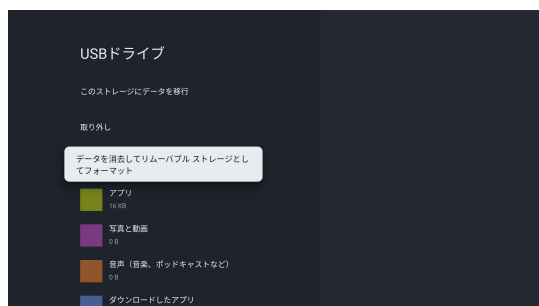 USBドライブ
このストレージにデータを移行
取り外し
データを消去してリムーバブル ストレージとし
てフォーマット
アプリ
16 KB
写真と動画
0 B
音声（音楽、ポッドキャストなど）
0 B
ダウンロードしたアプリ